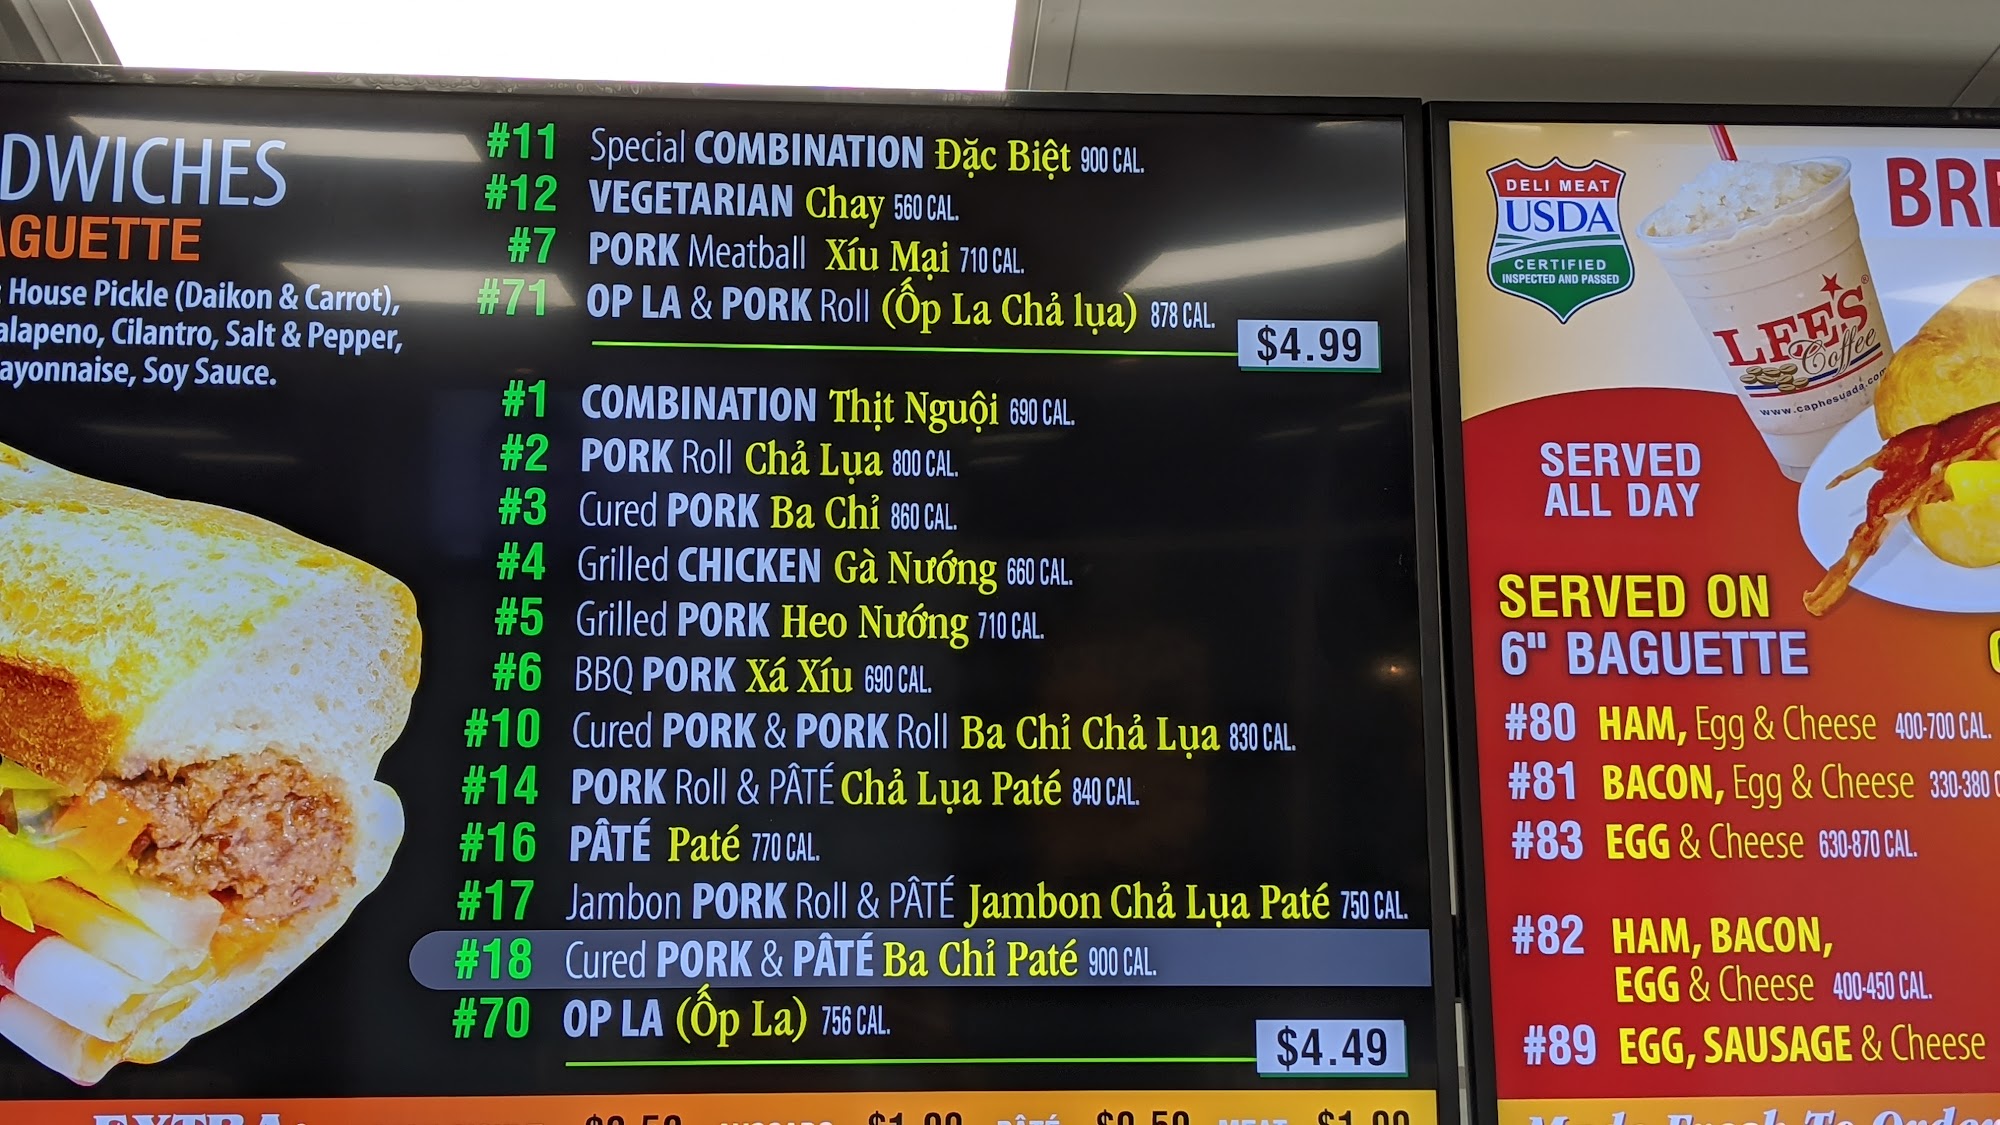 DWICHES
AGUETTE
: House Pickle (Daikon & Carrot),
alapeno, Cilantro, Salt & Pepper,
ayonnaise, Soy Sauce.
#11 Special COMBINATION Đặc Biệt 900 CAL.
#12 VEGETARIAN Chay 560 CAL.
#7 PORK Meatball Xíu Mại 710 CAL.
#71 OP LA & PORK Roll (Ốp La Chả lụa) 878 CAL.
$4.99
#1 COMBINATION Thịt Nguội 690 CAL.
#2 PORK Roll Chả Lụa 800 CAL.
#3 Cured PORK Ba Chỉ 860 CAL.
#4 Grilled CHICKEN Gà Nướng 660 CAL.
#5 Grilled PORK Heo Nướng 710 CAL.
#6 BBQ PORK Xá Xíu 690 CAL.
#10 Cured PORK & PORK Roll Ba Chỉ Chả Lụa 830 CAL.
#14 PORK Roll & PÂTÉ Chả Lụa Paté 840 CAL.
#16 PÂTÉ Paté 770 CAL.
#17 Jambon PORK Roll & PÂTÉ Jambon Chả Lụa Paté 750 CAL.
#18 Cured PORK & PÂTÉ Ba Chỉ Paté 900 CAL.
#70 OP LA (Ốp La) 756 CAL.
$4.49
DELI MEAT
USDA
CERTIFIED
INSPECTED AND PASSED
LEE'S
Coffee
www.caphesuada.com
BRE
SERVED
ALL DAY
SERVED ON
6" BAGUETTE
#80 HAM, Egg & Cheese 400-700 CAL.
#81 BACON, Egg & Cheese 330-380
#83 EGG & Cheese 630-870 CAL.
#82 HAM, BACON,
EGG & Cheese 400-450 CAL.
#89 EGG, SAUSAGE & Cheese
Made Fresh To Order